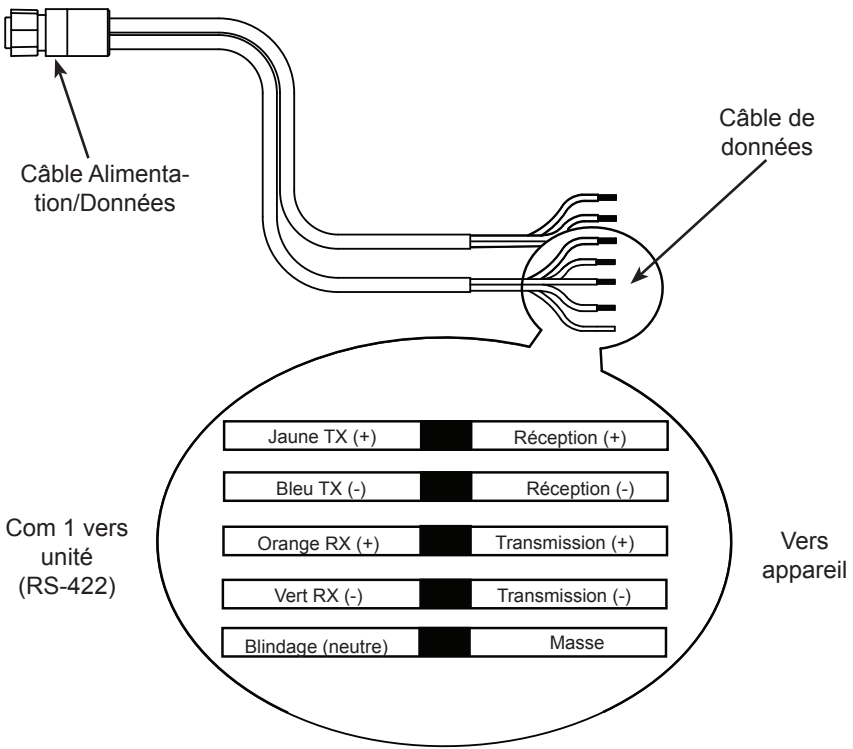 Câble de
données
Câble Alimenta-
tion/Données
Jaune TX (+) Réception (+)
Bleu TX (-) Réception (-)
Com 1 vers
unité
(RS-422)
Orange RX (+) Transmission (+)
Vers
appareil
Vert RX (-) Transmission (-)
Blindage (neutre) Masse